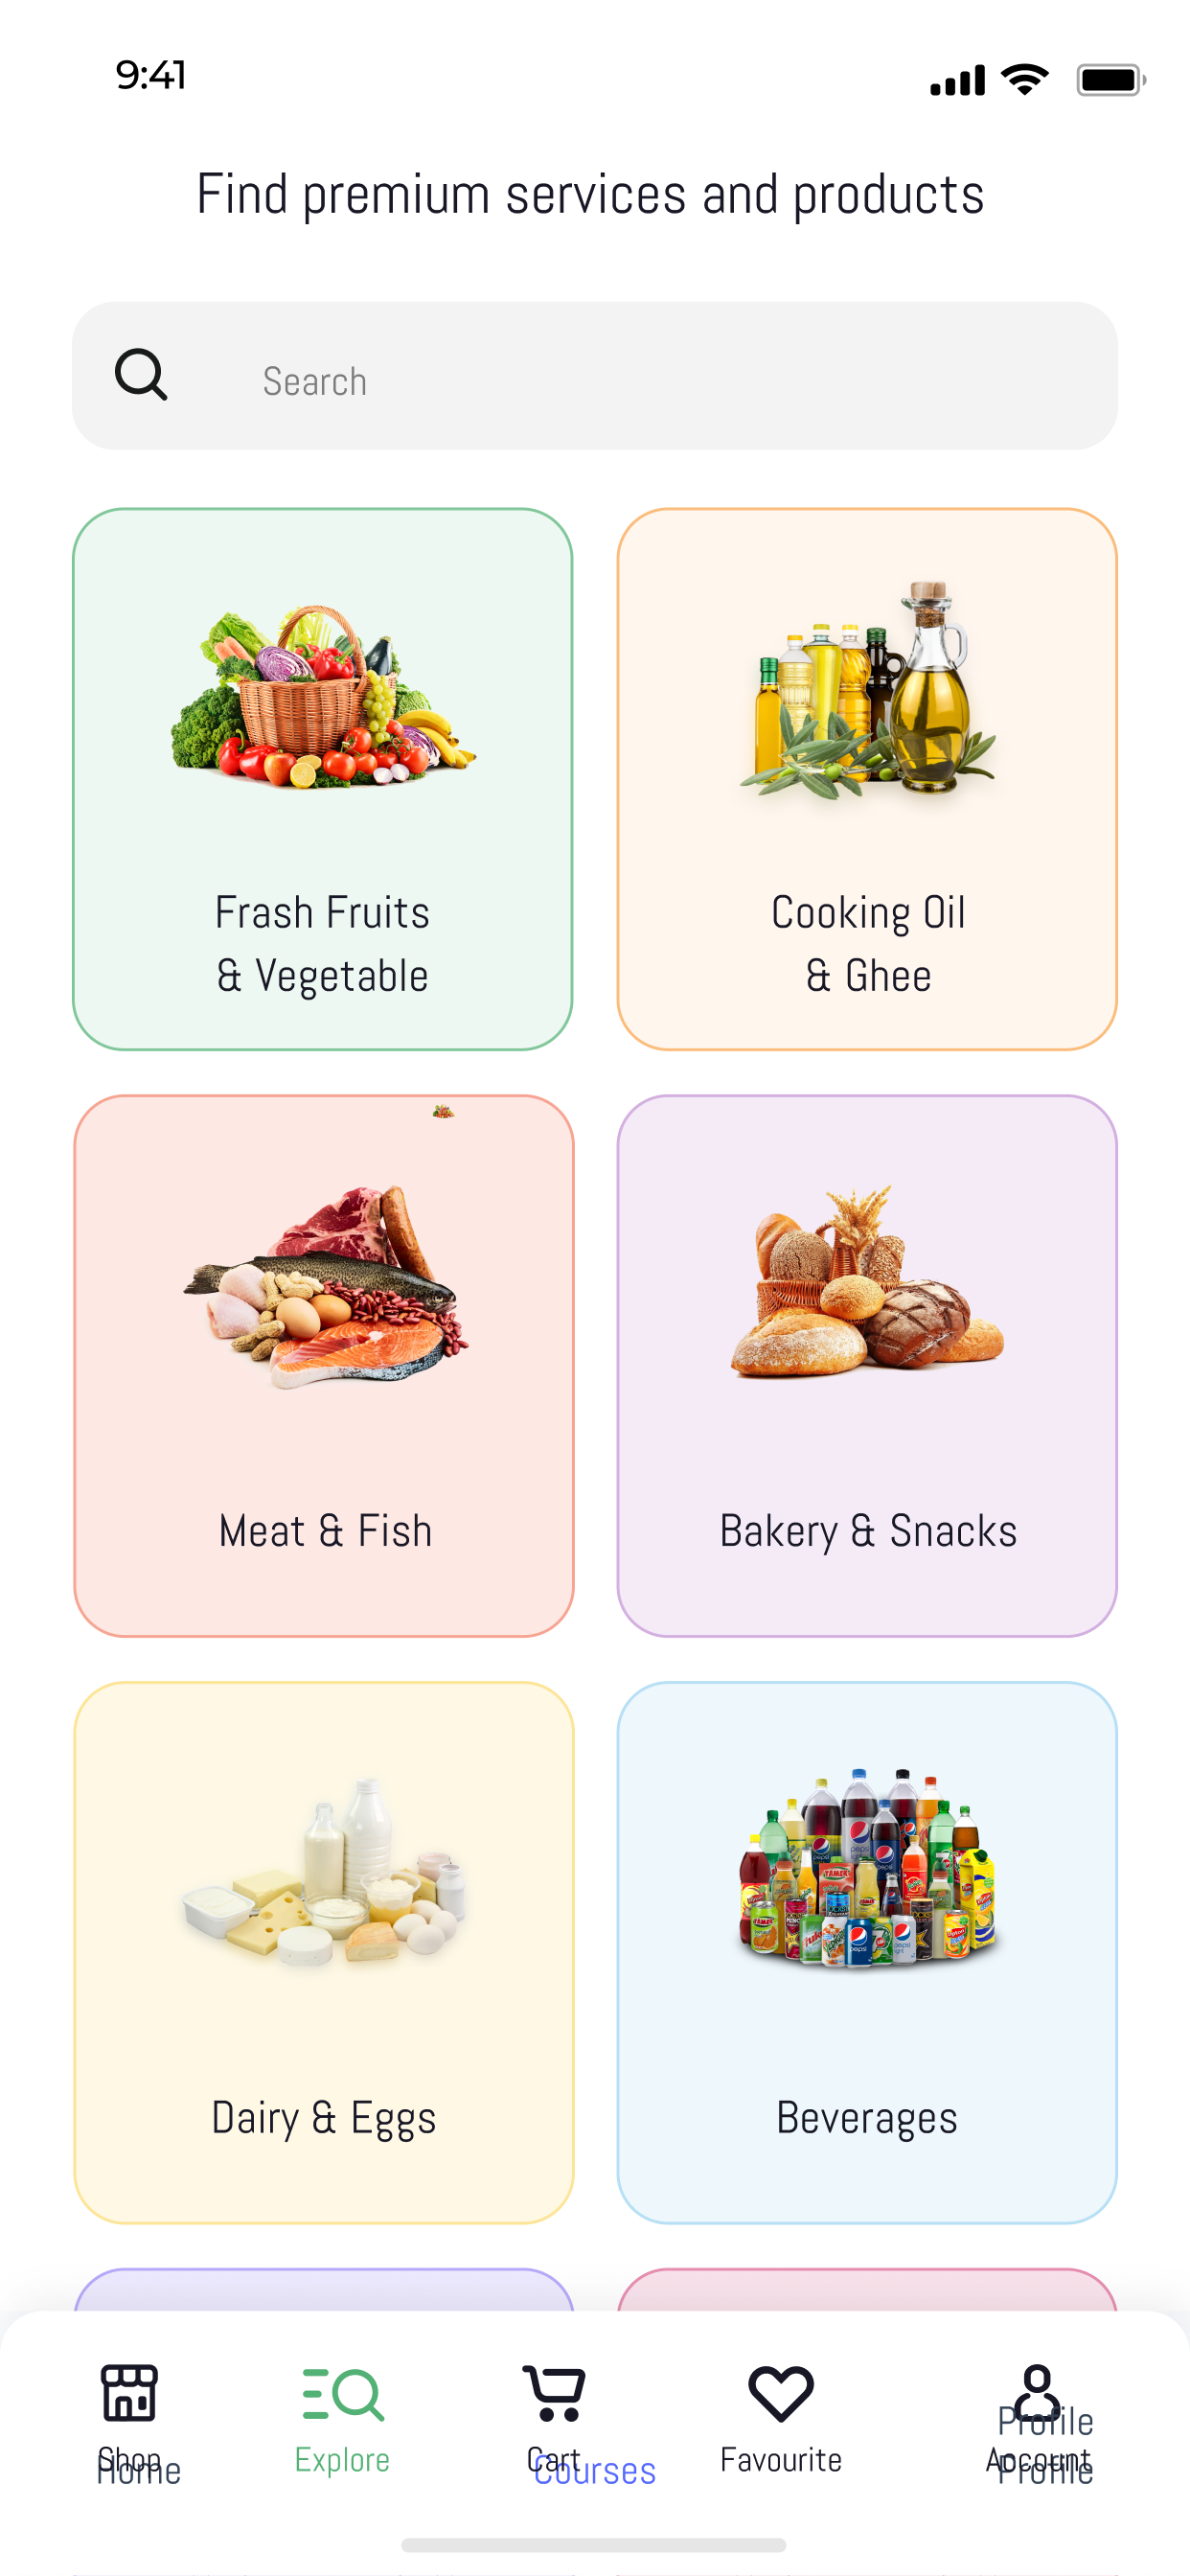 9:41
Find premium services and products
Search
Frash Fruits
& Vegetable
Cooking Oil
& Ghee
Meat & Fish
Bakery & Snacks
Dairy & Eggs
Beverages
Profile
Shop
Explore
Cart
Favourite
Account
Home
Courses
Profile